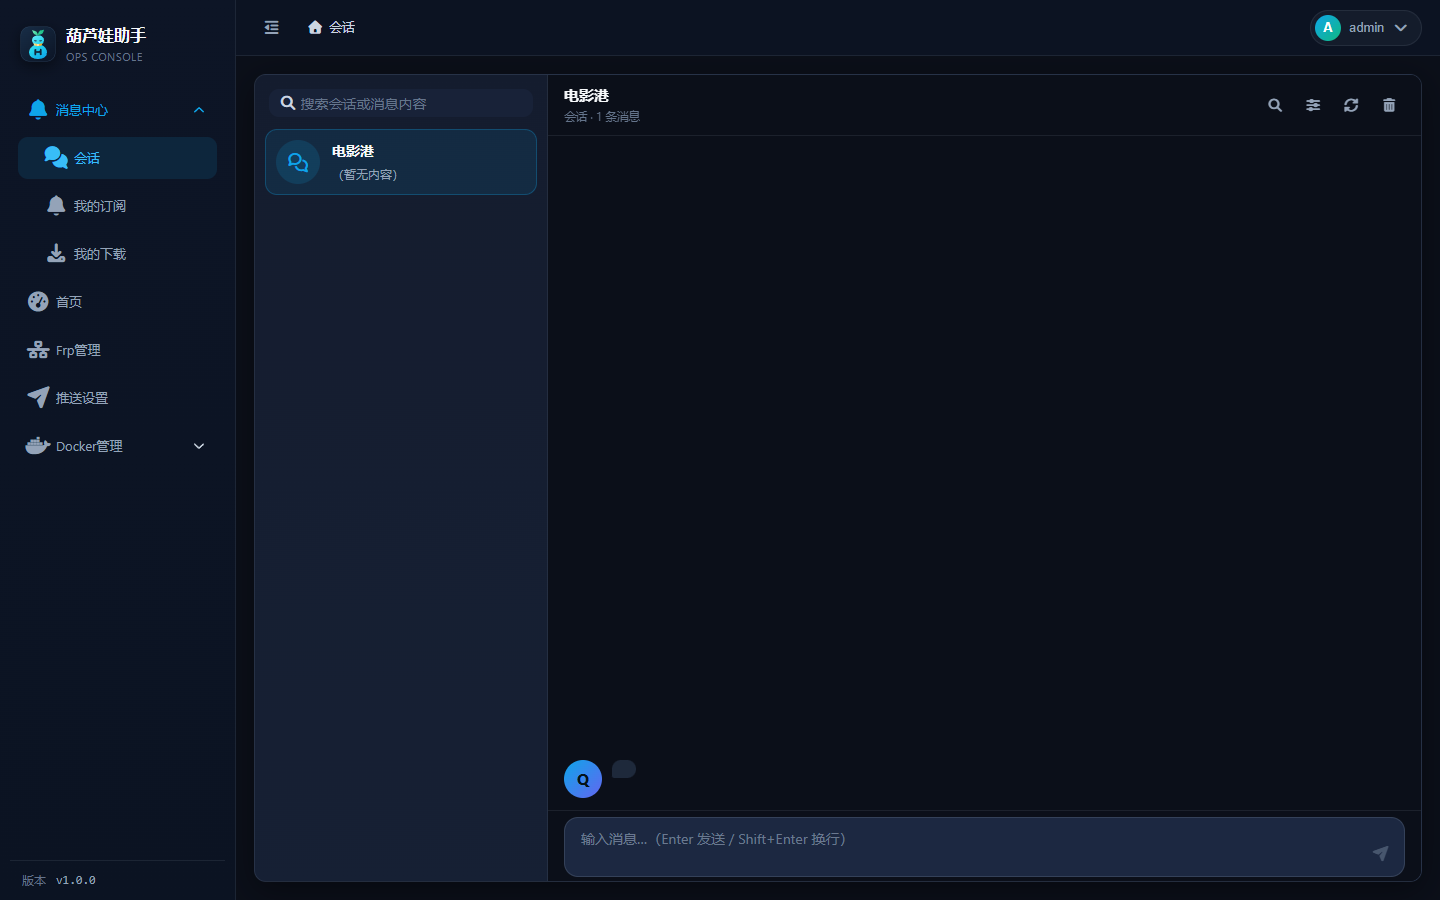 葫芦娃助手
OPS CONSOLE
消息中心
会话
我的订阅
我的下载
首页
Frp管理
推送设置
Docker管理
版本 v1.0.0
会话
A admin
搜索会话或消息内容
电影港
(暂无内容)
电影港
会话 · 1 条消息
Q
输入消息...（Enter 发送 / Shift+Enter 换行）